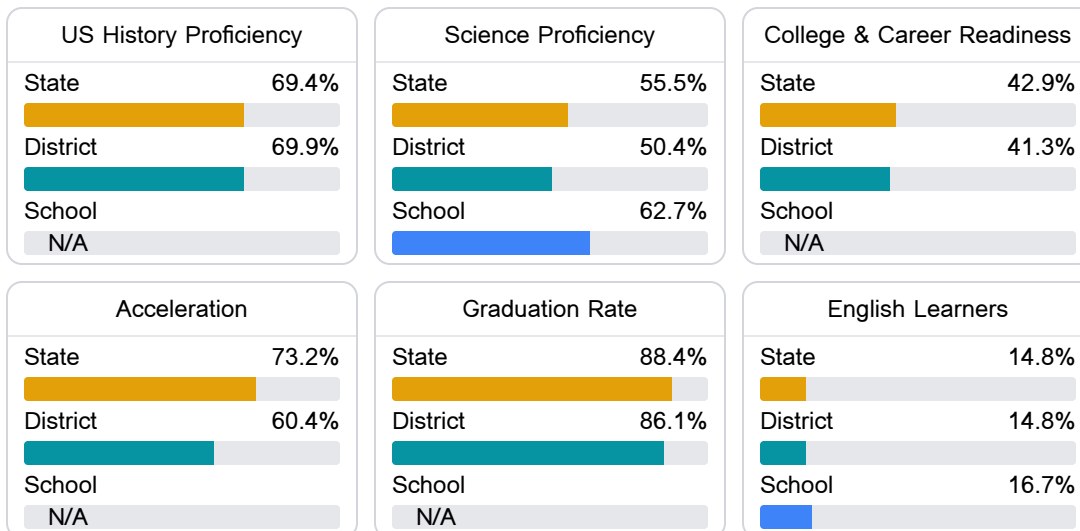 US History Proficiency
State 69.4%
District 69.9%
School
N/A
Science Proficiency
State 55.5%
District 50.4%
School 62.7%
College & Career Readiness
State 42.9%
District 41.3%
School
N/A
Acceleration
State 73.2%
District 60.4%
School
N/A
Graduation Rate
State 88.4%
District 86.1%
School
N/A
English Learners
State 14.8%
District 14.8%
School 16.7%